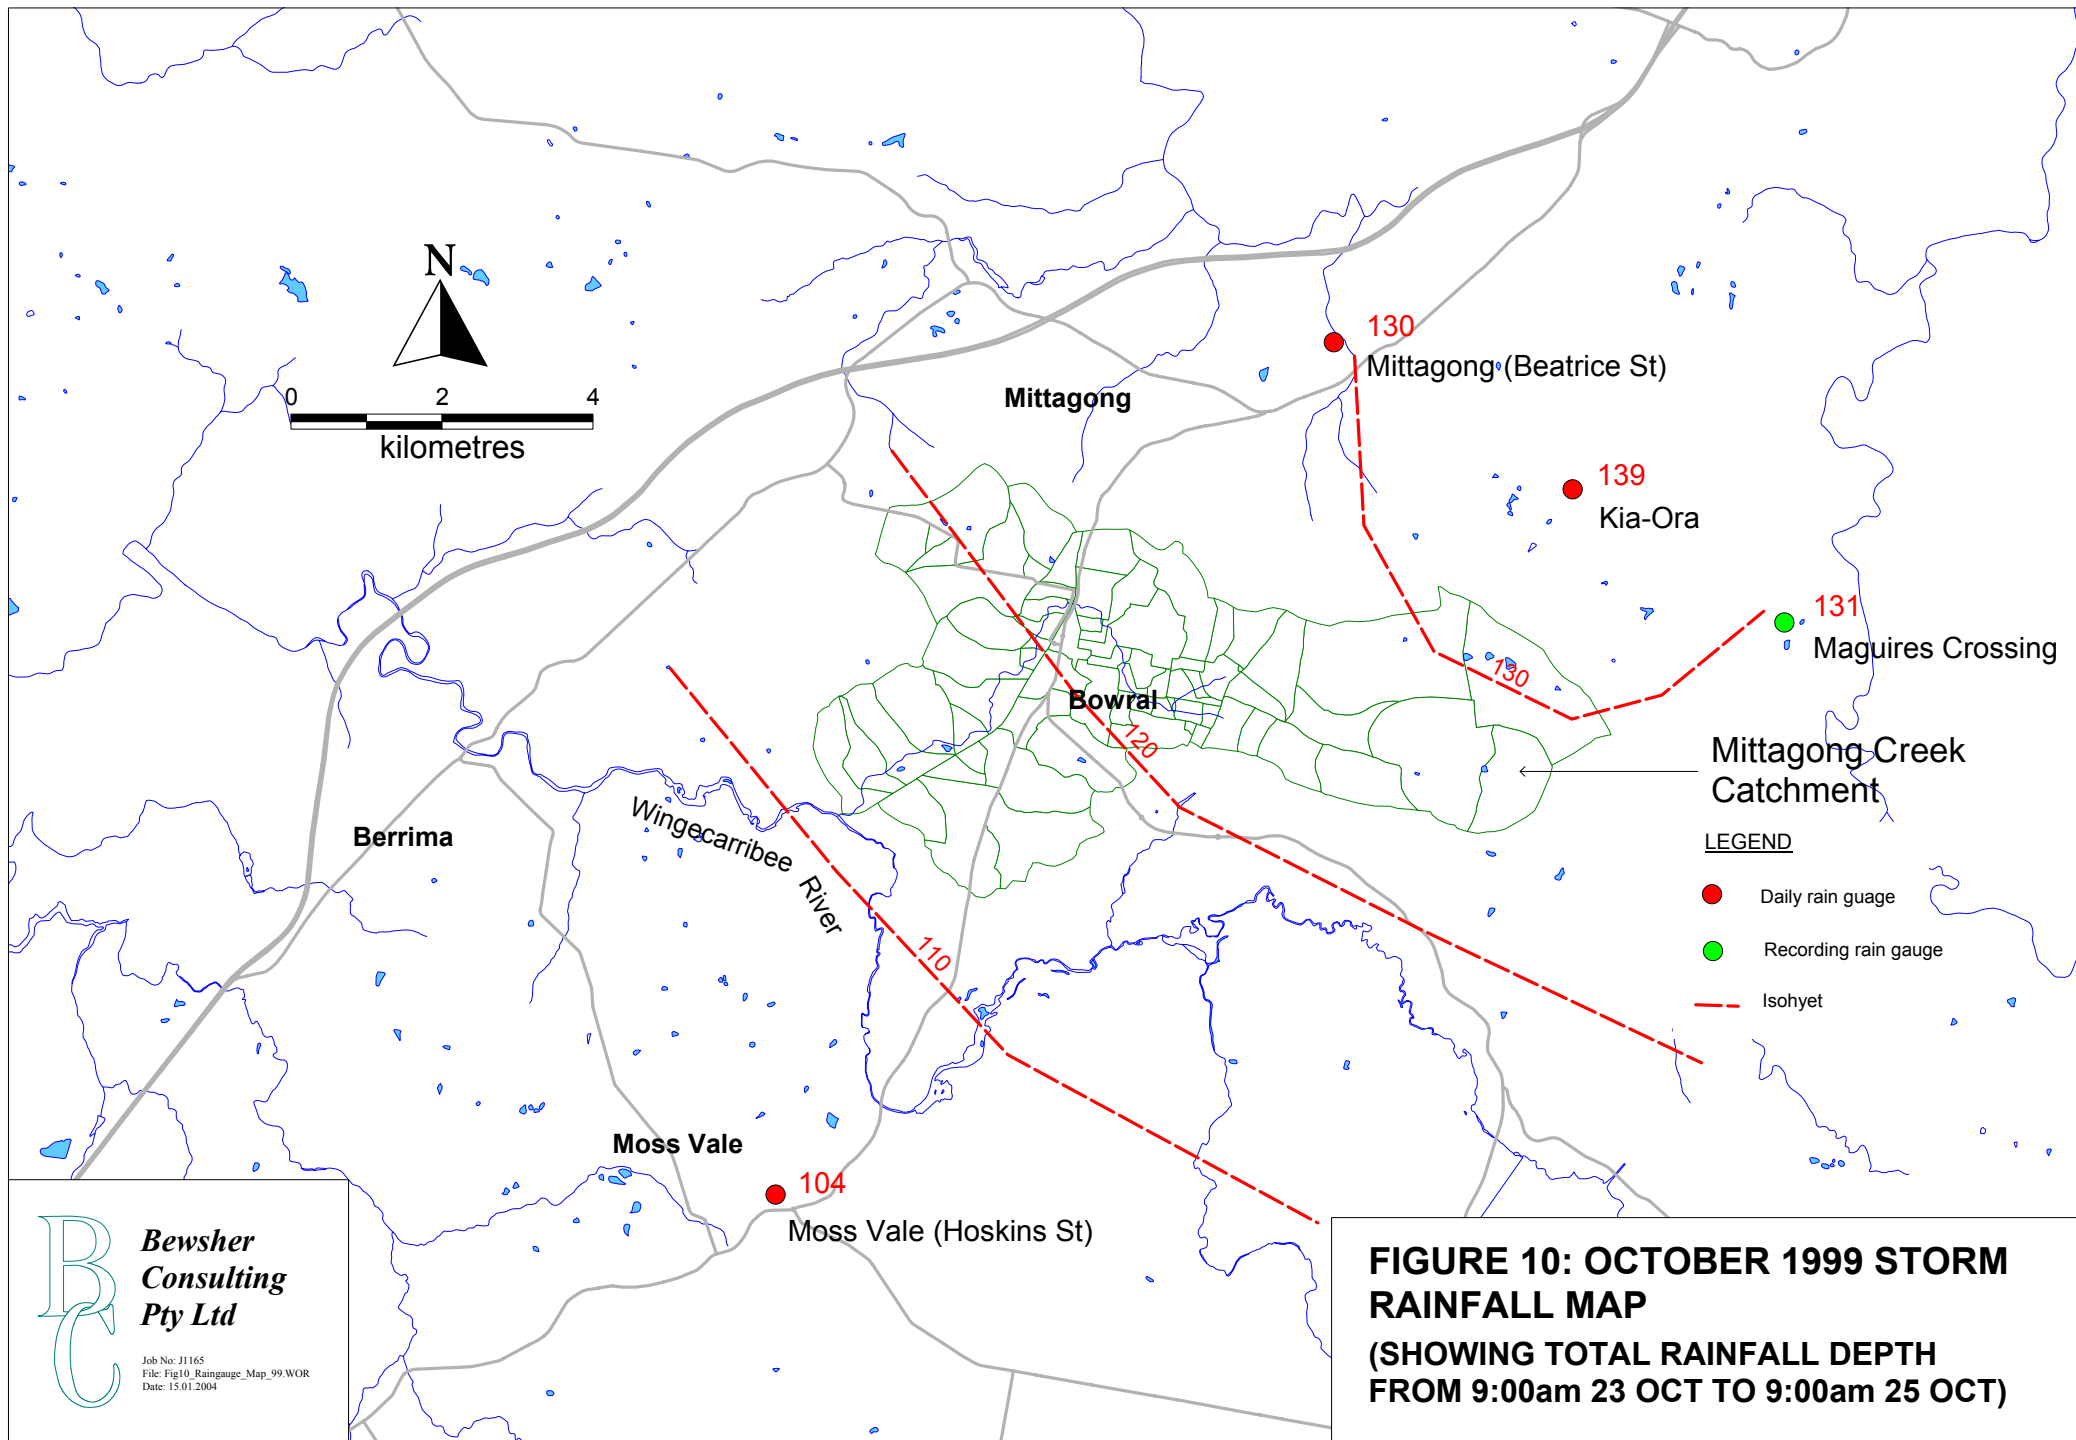 N
0 2 4
kilometres
130
Mittagong (Beatrice St)
Mittagong
139
Kia-Ora
131
Maguires Crossing
130
Bowral
120
Mittagong Creek
Catchment
Wingecarribee River
Berrima
110
LEGEND
Daily rain guage
Recording rain gauge
Isohyet
Moss Vale
104
Moss Vale (Hoskins St)
BC
Bewsher
Consulting
Pty Ltd
Job No: J1165
File: Fig10_Raingauge_Map_99.WOR
Date: 15.01.2004
FIGURE 10: OCTOBER 1999 STORM
RAINFALL MAP
(SHOWING TOTAL RAINFALL DEPTH
FROM 9:00am 23 OCT TO 9:00am 25 OCT)